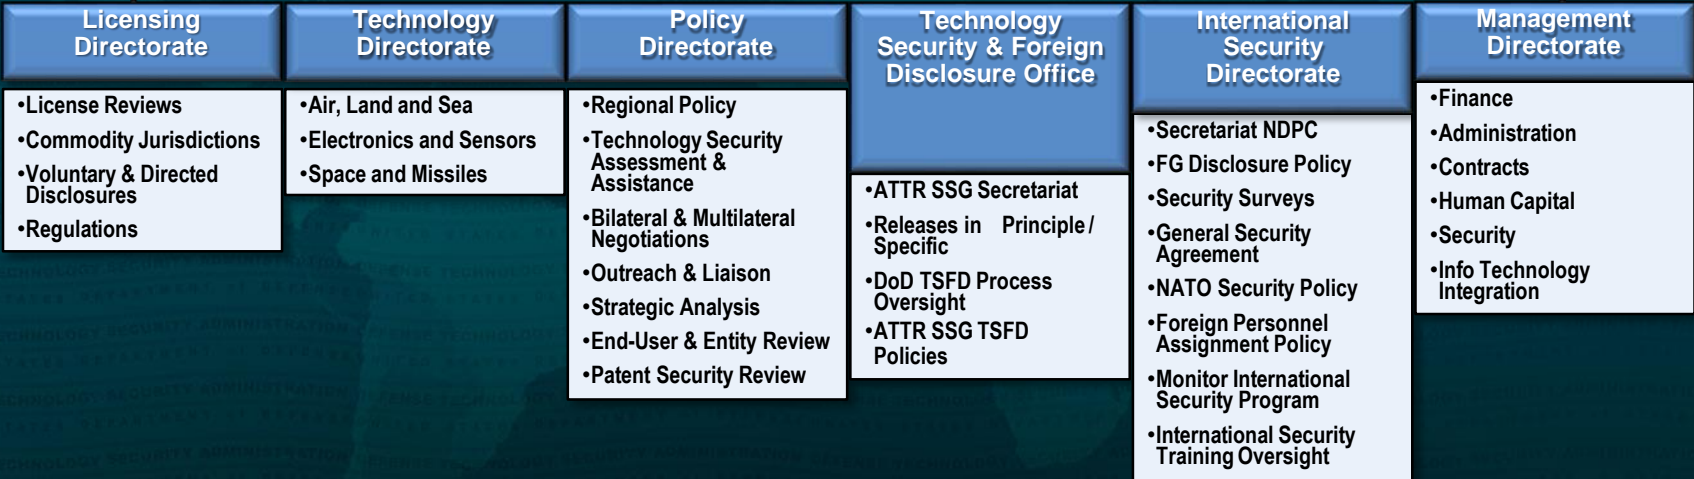 Licensing
Directorate
•License Reviews
•Commodity Jurisdictions
•Voluntary & Directed
Disclosures
•Regulations
Technology
Directorate
•Air, Land and Sea
•Electronics and Sensors
•Space and Missiles
Policy
Directorate
•Regional Policy
•Technology Security
Assessment &
Assistance
•Bilateral & Multilateral
Negotiations
•Outreach & Liaison
•Strategic Analysis
•End-User & Entity Review
•Patent Security Review
Technology
Security & Foreign
Disclosure Office
•ATTR SSG Secretariat
•Releases in Principle /
Specific
•DoD TSFD Process
Oversight
•ATTR SSG TSFD
Policies
International
Security
Directorate
•Secretariat NDPC
•FG Disclosure Policy
•Security Surveys
•General Security
Agreement
•NATO Security Policy
•Foreign Personnel
Assignment Policy
•Monitor International
Security Program
•International Security
Training Oversight
Management
Directorate
•Finance
•Administration
•Contracts
•Human Capital
•Security
•Info Technology
Integration